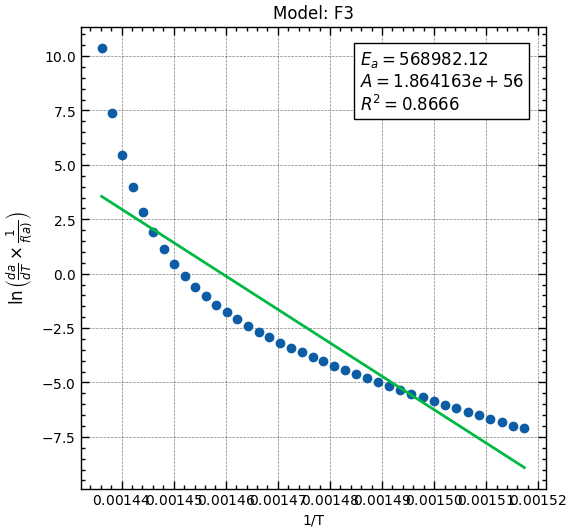 Model: F3
E_a = 568982.12
A = 1.864163e + 56
R^2 = 0.8666
10.0
7.5
5.0
2.5
0.0
−2.5
−5.0
−7.5
ln(da/dT × 1/f(a))
0.00144 0.00145 0.00146 0.00147 0.00148 0.00149 0.00150 0.00151 0.00152
1/T